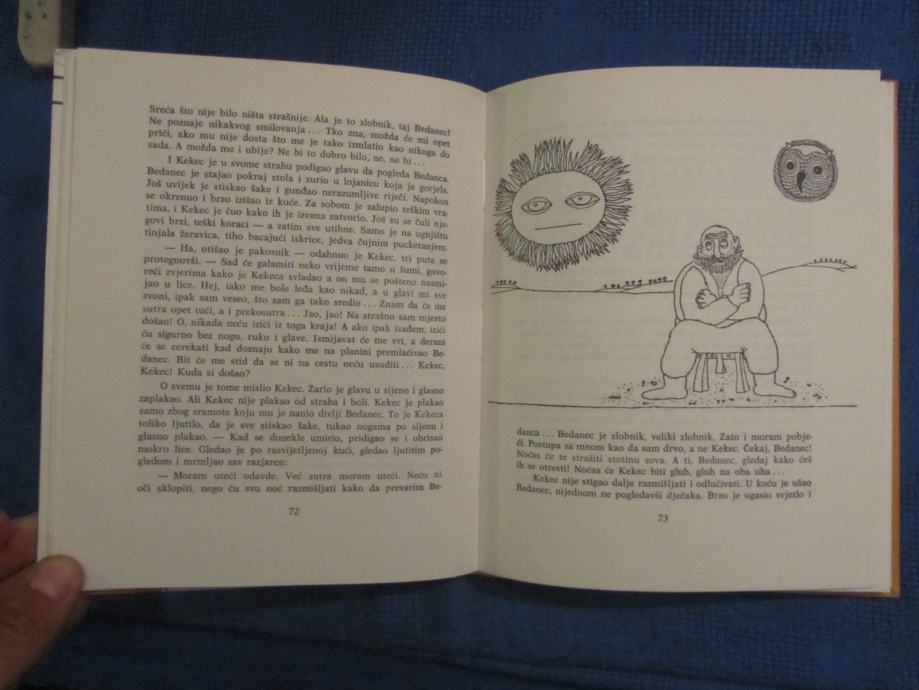 Sreća što nije bilo ništa strašnije. Ala je to zlobnik, taj Bedanec!
Ne poznaje nikakvog smilovanja... Tko zna, možda će mi opet
prići, ako mu nije dosta što me je tako izmlatio kao nikoga do
sada. A možda me i ubije? Ne bi to dobro bilo, ne, ne bi...
I Kekec je u svome strahu podigao glavu da pogleda Bedanca.
Bedanec je stajao pokraj stola i zurio u lojanicu koja je gorjela.
Još uvijek je stiskao šake i gunđao nerazumljive riječi. Napokon
se okrenuo i brzo izišao iz kuće. Za sobom je zalupio teškim vra-
tima, i Kekec je čuo kako ih je izvana zatvorio. Još su se čuli nje-
govi brzi, teški koraci — a zatim sve utihne. Samo je na ognjištu
tinjala žeravica, tiho bacajući iskrice, jedva čujnim pucketanjem.
— Ha, otišao je pakosnik — odahnuo je Kekec, tri puta se
protegnuvši. — Sad će galamiti neko vrijeme tamo u šumi, govo-
reći zvjerima kako je Kekeca svladao a on mu se pošteno nasmi-
jao u lice. Hej, iako me bole leđa kao nikad, a u glavi mi sve
zvoni, ipak sam veseo, što sam ga tako sredio... Znam da će me
sutra opet tući, a i prekosutra... Jao, jao! Na strašno sam mjesto
došao! O, nikada neću izići iz toga kraja! A ako ipak izađem, izići
ću sigurno bez nogu, ruku i glave. Ismijavat će me svi, a derani
će se cerekati kad doznaju kako me na planini premlaćivao Be-
danec. Bit će me stid da se ni na cestu neću usuditi... Kekec,
Kekec! Kuda si došao?
O svemu je tome mislio Kekec. Zario je glavu u sijeno i glasno
zaplakao. Ali Kekec nije plakao od straha i boli. Kekec je plakao
samo zbog sramote koju mu je nanio divlji Bedanec. To je Kekeca
toliko ljutilo, da je sve stiskao šake, tukao nogama po sijenu i
glasno plakao. — Kad se donekle umirio, pridigao se i obrisao
mokro lice. Gledao je po rasvijetljenoj kući, gledao ljutitim po-
gledom i mrmljao sav razjaren:
— Moram uteći odavde. Već sutra moram uteći. Neću ni
oči sklopiti, nego ću svu noć razmišljati kako da prevarim Be-
72
danca... Bedanec je zlobnik, veliki zlobnik. Zato i moram pobje-
ći. Postupa sa mnom kao da sam drvo, a ne Kekec. Čekaj, Bedanec!
Noćas će te strašiti stotinu sova. A ti, Bedanec, gledaj kako ćeš
ih se otresti! Noćas će Kekec biti gluh, gluh na oba uha...
Kekec nije stigao dalje razmišljati i odlučivati. U kuću je ušao
Bedanec, nijednom ne pogledavši dječaka. Brzo je ugasio svjetlo i
73